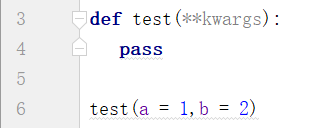 3 def test(**kwargs):
4     pass
5
6 test(a = 1,b = 2)